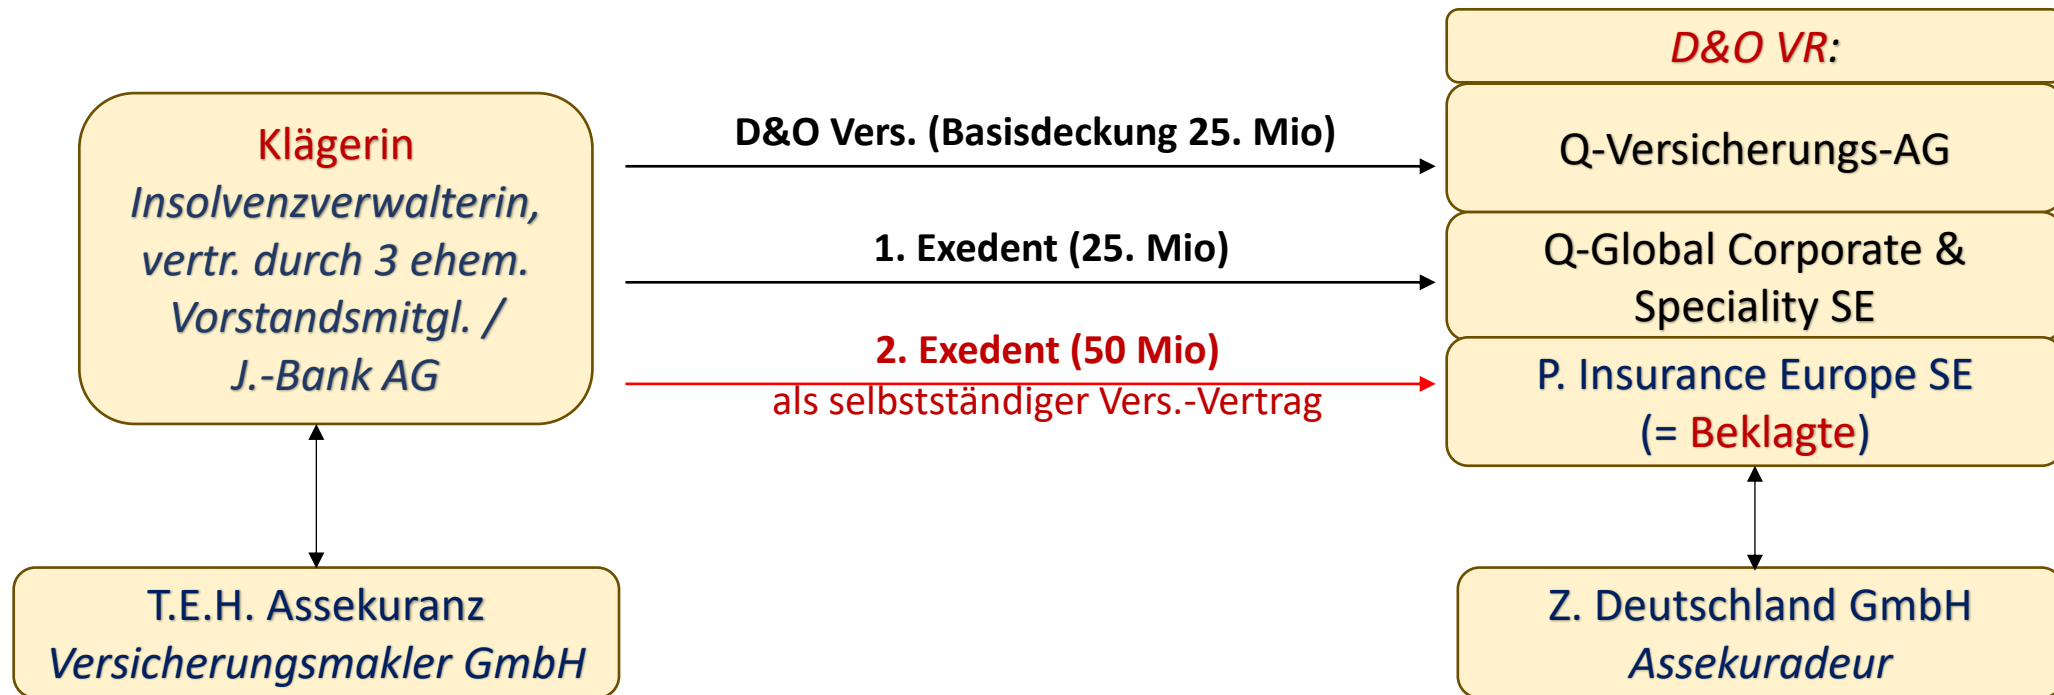 Klägerin
Insolvenzverwalterin,
vertr. durch 3 ehem.
Vorstandsmitgl. /
J.-Bank AG
T.E.H. Assekuranz
Versicherungsmakler GmbH
D&O Vers. (Basisdeckung 25. Mio)
1. Exedent (25. Mio)
2. Exedent (50 Mio)
als selbstständiger Vers.-Vertrag
D&O VR:
Q-Versicherungs-AG
Q-Global Corporate &
Speciality SE
P. Insurance Europe SE
(= Beklagte)
Z. Deutschland GmbH
Assekuradeur